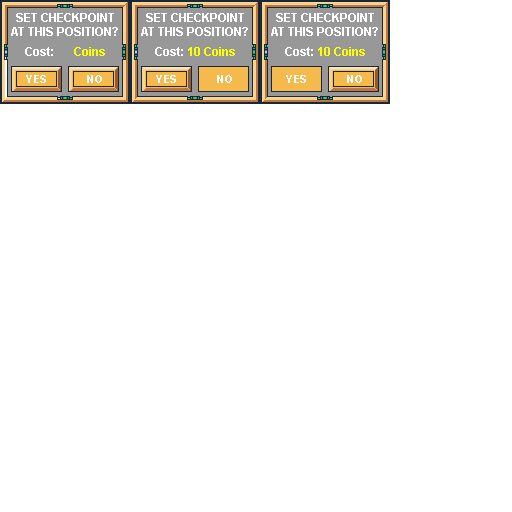 SET CHECKPOINT
AT THIS POSITION?
Cost: Coins
YES NO
SET CHECKPOINT
AT THIS POSITION?
Cost: 10 Coins
YES NO
SET CHECKPOINT
AT THIS POSITION?
Cost: 10 Coins
YES NO